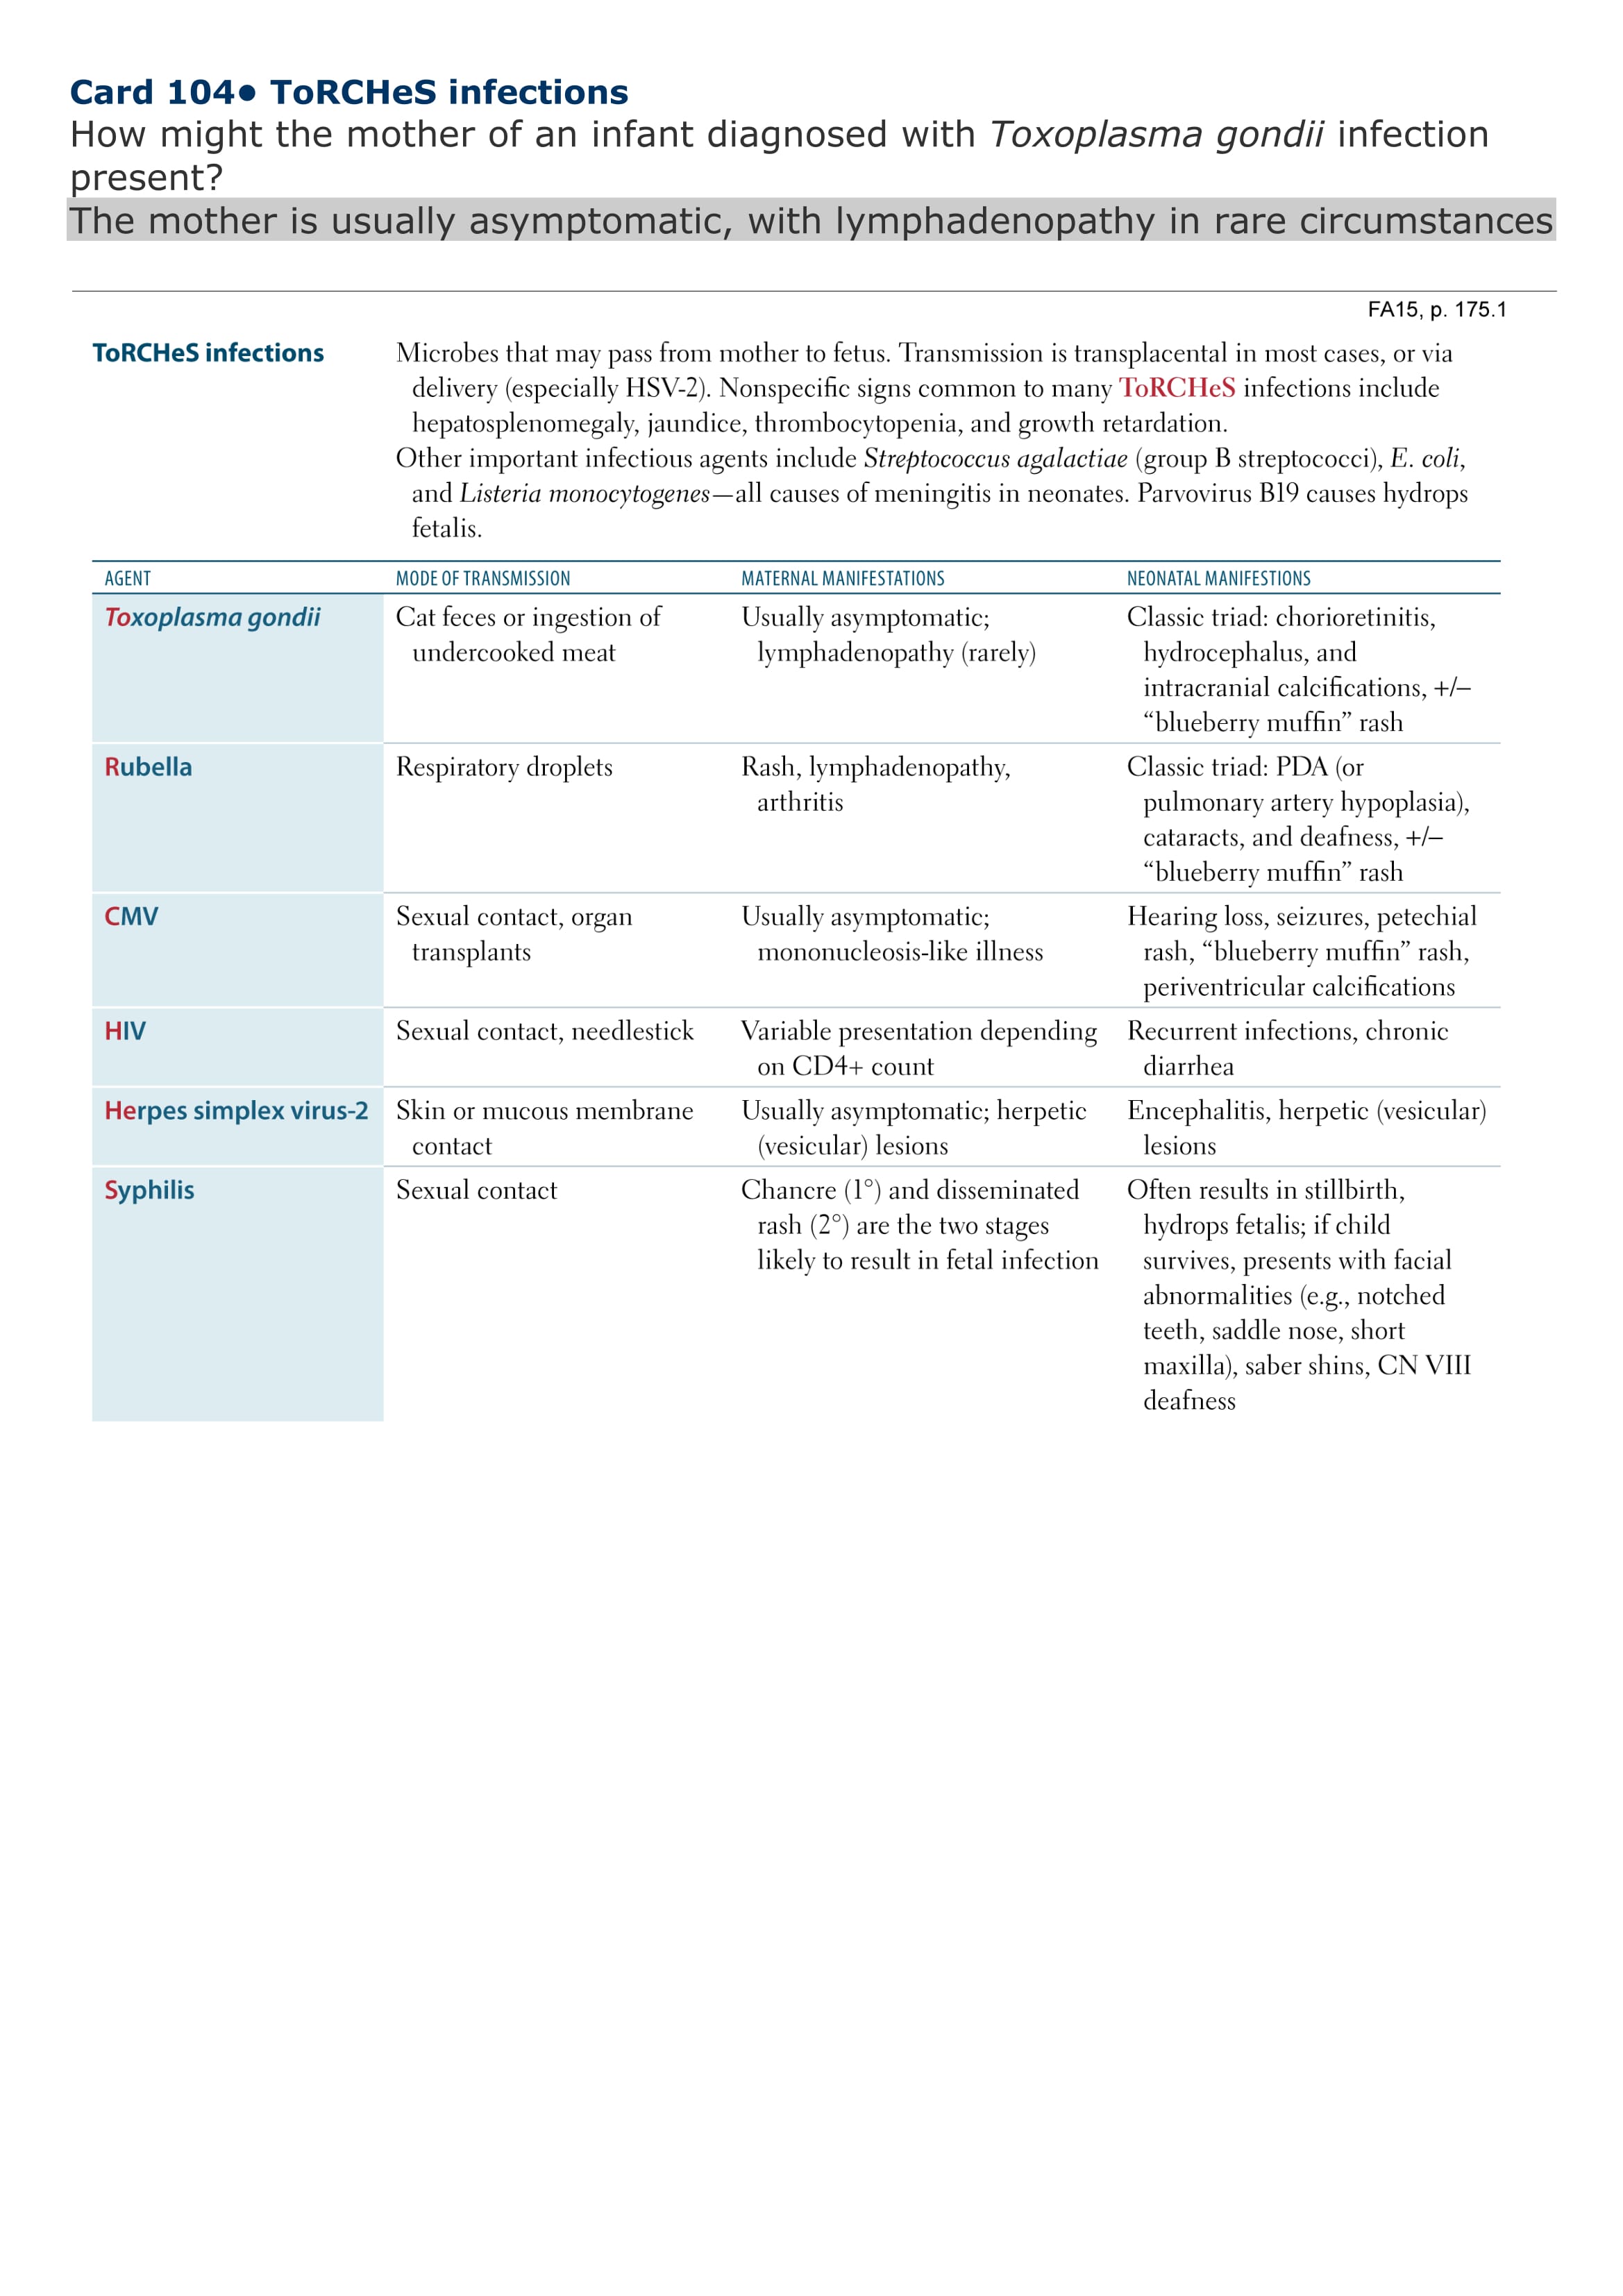 Card 104● ToRCHeS infections
How might the mother of an infant diagnosed with Toxoplasma gondii infection
present?
The mother is usually asymptomatic, with lymphadenopathy in rare circumstances
FA15, p. 175.1
ToRCHeS infections
Microbes that may pass from mother to fetus. Transmission is transplacental in most cases, or via
delivery (especially HSV-2). Nonspecific signs common to many ToRCHeS infections include
hepatosplenomegaly, jaundice, thrombocytopenia, and growth retardation.
Other important infectious agents include Streptococcus agalactiae (group B streptococci), E. coli,
and Listeria monocytogenes—all causes of meningitis in neonates. Parvovirus B19 causes hydrops
fetalis.
AGENT MODE OF TRANSMISSION MATERNAL MANIFESTATIONS NEONATAL MANIFESTIONS
Toxoplasma gondii
Cat feces or ingestion of
undercooked meat
Usually asymptomatic;
lymphadenopathy (rarely)
Classic triad: chorioretinitis,
hydrocephalus, and
intracranial calcifications, +/–
“blueberry muffin” rash
Rubella
Respiratory droplets
Rash, lymphadenopathy,
arthritis
Classic triad: PDA (or
pulmonary artery hypoplasia),
cataracts, and deafness, +/–
“blueberry muffin” rash
CMV
Sexual contact, organ
transplants
Usually asymptomatic;
mononucleosis-like illness
Hearing loss, seizures, petechial
rash, “blueberry muffin” rash,
periventricular calcifications
HIV
Sexual contact, needlestick
Variable presentation depending
on CD4+ count
Recurrent infections, chronic
diarrhea
Herpes simplex virus-2
Skin or mucous membrane
contact
Usually asymptomatic; herpetic
(vesicular) lesions
Encephalitis, herpetic (vesicular)
lesions
Syphilis
Sexual contact
Chancre (1°) and disseminated
rash (2°) are the two stages
likely to result in fetal infection
Often results in stillbirth,
hydrops fetalis; if child
survives, presents with facial
abnormalities (e.g., notched
teeth, saddle nose, short
maxilla), saber shins, CN VIII
deafness